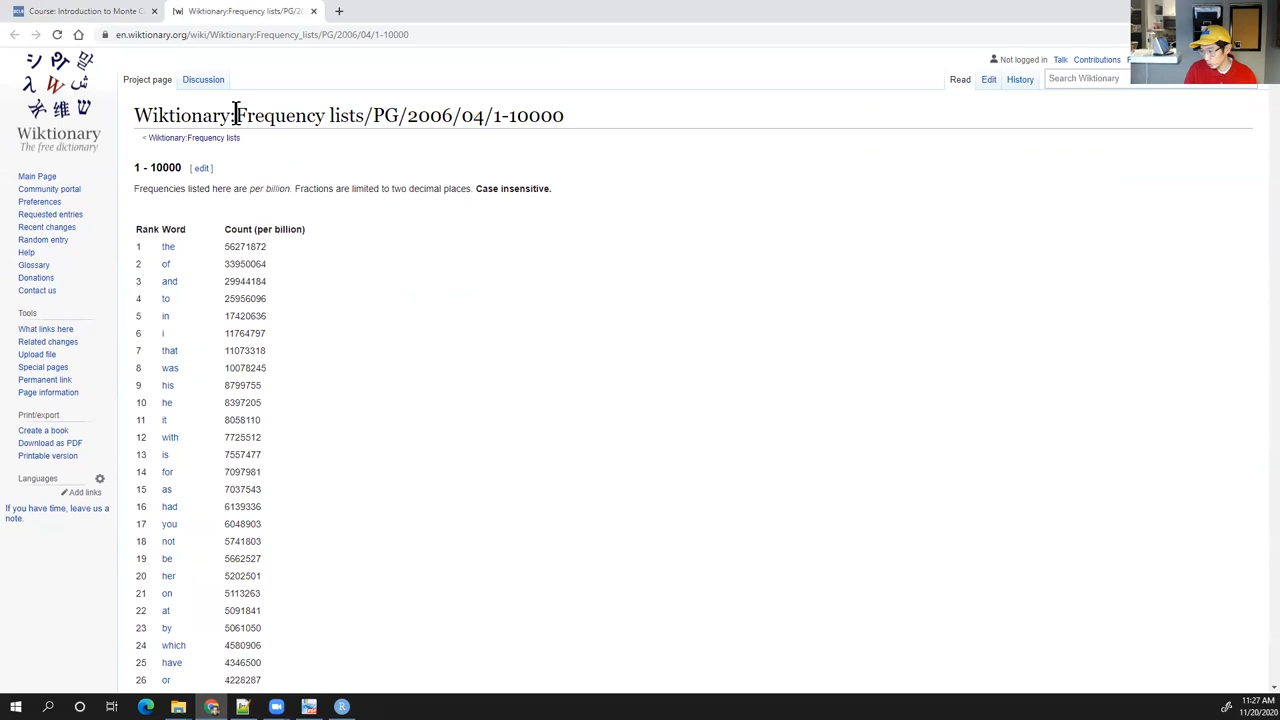 Course: Introduction to Monte C
Wiktionary:Frequency lists/PG/20
en.wiktionary.org/wiki/Wiktionary:Frequency_lists/PG/2006/04/1-10000
Not logged in Talk Contributions
Project page Discussion Read Edit History Search Wiktionary
Wiktionary
The free dictionary
Main Page
Community portal
Preferences
Requested entries
Recent changes
Random entry
Help
Glossary
Donations
Contact us
Tools
What links here
Related changes
Upload file
Special pages
Permanent link
Page information
Print/export
Create a book
Download as PDF
Printable version
Languages
Add links
If you have time, leave us a
note.
Wiktionary:Frequency lists/PG/2006/04/1-10000
< Wiktionary:Frequency lists
1 - 10000 [ edit ]
Frequencies listed here are per billion. Fractions are limited to two decimal places. Case insensitive.
Rank Word Count (per billion)
1 the 56271872
2 of 33950064
3 and 29944184
4 to 25956096
5 in 17420636
6 i 11764797
7 that 11073318
8 was 10078245
9 his 8799755
10 he 8397205
11 it 8058110
12 with 7725512
13 is 7557477
14 for 7097981
15 as 7037543
16 had 6139336
17 you 6048903
18 not 5741803
19 be 5662527
20 her 5202501
21 on 5113263
22 at 5091841
23 by 5061050
24 which 4580906
25 have 4346500
26 or 4228287
11:27 AM
11/20/2020